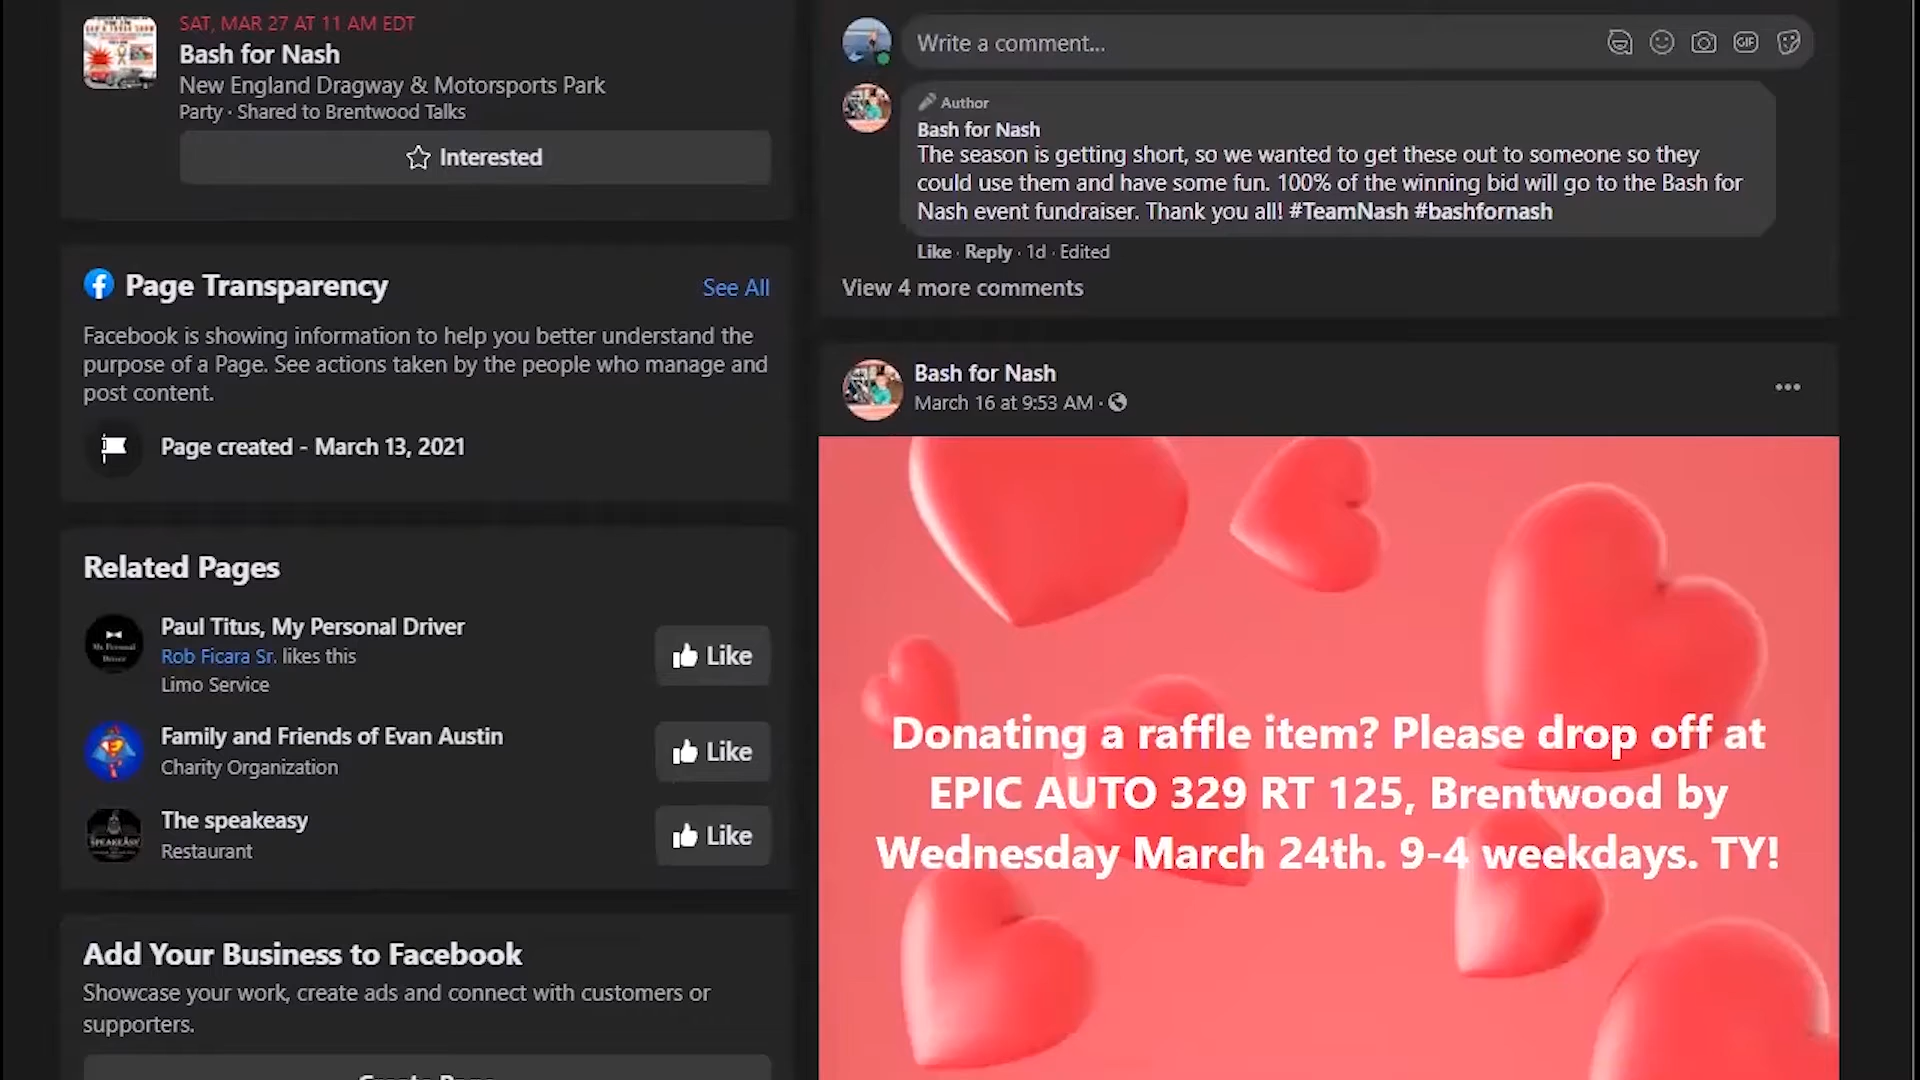 SAT, MAR 27 AT 11 AM EDT
Bash for Nash
New England Dragway & Motorsports Park
Party · Shared to Brentwood Talks
Interested
Page Transparency
See All
Facebook is showing information to help you better understand the
purpose of a Page. See actions taken by the people who manage and
post content.
Page created - March 13, 2021
Related Pages
Paul Titus, My Personal Driver
Rob Ficara Sr. likes this
Limo Service
Like
Family and Friends of Evan Austin
Charity Organization
Like
The speakeasy
Restaurant
Like
Add Your Business to Facebook
Showcase your work, create ads and connect with customers or
supporters.
Create Page
Write a comment...
GIF
Author
Bash for Nash
The season is getting short, so we wanted to get these out to someone so they
could use them and have some fun. 100% of the winning bid will go to the Bash for
Nash event fundraiser. Thank you all! #TeamNash #bashfornash
Like · Reply · 1d · Edited
View 4 more comments
Bash for Nash
March 16 at 9:53 AM ·
Donating a raffle item? Please drop off at
EPIC AUTO 329 RT 125, Brentwood by
Wednesday March 24th. 9-4 weekdays. TY!